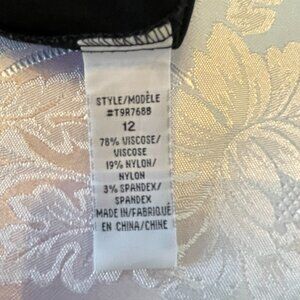 STYLE/MODÈLE
#T9R7688
12
78% VISCOSE/
VISCOSE
19% NYLON/
NYLON
3% SPANDEX/
SPANDEX
MADE IN/FABRIQUÉ
EN CHINA/CHINE